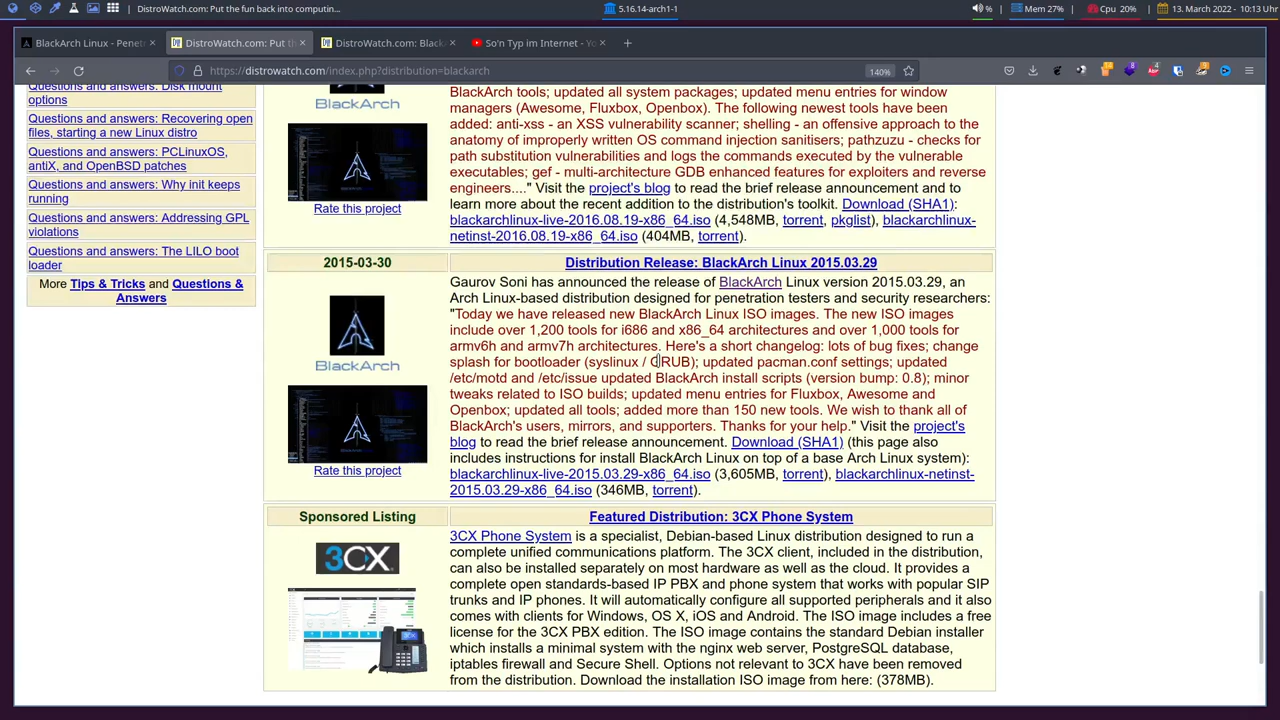 DistroWatch.com: Put the fun back into computin...
5.16.14-arch1-1
%
Mem 27%
Cpu 20%
13. March 2022 - 10:13 Uhr
BlackArch Linux - Penet
DistroWatch.com: Put t
DistroWatch.com: Blac
So'n Typ im Internet - Yo
https://distrowatch.com/index.php?distribution=blackarch
140%
Questions and answers: Disk mount
options
Questions and answers: Recovering open
files, starting a new Linux distro
Questions and answers: PCLinuxOS,
antiX, and OpenBSD patches
Questions and answers: Why init keeps
running
Questions and answers: Addressing GPL
violations
Questions and answers: The LILO boot
loader
More Tips & Tricks and Questions &
Answers
BLACKARCH
Rate this project
BlackArch tools; updated all system packages; updated menu entries for window
managers (Awesome, Fluxbox, Openbox). The following newest tools have been
added: anti-xss - an XSS vulnerability scanner; shelling - an offensive approach to the
anatomy of improperly written OS command injection sanitisers; pathzuzu - checks for
path substitution vulnerabilities and logs the commands executed by the vulnerable
executables; gef - multi-architecture GDB enhanced features for exploiters and reverse
engineers...." Visit the project's blog to read the brief release announcement and to
learn more about the recent addition to the distribution's toolkit. Download (SHA1):
blackarchlinux-live-2016.08.19-x86_64.iso (4,548MB, torrent, pkglist), blackarchlinux-
netinst-2016.08.19-x86_64.iso (404MB, torrent).
2015-03-30
Distribution Release: BlackArch Linux 2015.03.29
BLACKARCH
Rate this project
Gaurov Soni has announced the release of BlackArch Linux version 2015.03.29, an
Arch Linux-based distribution designed for penetration testers and security researchers:
"Today we have released new BlackArch Linux ISO images. The new ISO images
include over 1,200 tools for i686 and x86_64 architectures and over 1,000 tools for
armv6h and armv7h architectures. Here's a short changelog: lots of bug fixes; change
splash for bootloader (syslinux / GRUB); updated pacman.conf settings; updated
/etc/motd and /etc/issue updated BlackArch install scripts (version bump: 0.8); minor
tweaks related to ISO builds; updated menu entries for Fluxbox, Awesome and
Openbox; updated all tools; added more than 150 new tools. We wish to thank all of
BlackArch's users, mirrors, and supporters. Thanks for your help." Visit the project's
blog to read the brief release announcement. Download (SHA1) (this page also
includes instructions for install BlackArch Linux on top of a base Arch Linux system):
blackarchlinux-live-2015.03.29-x86_64.iso (3,605MB, torrent), blackarchlinux-netinst-
2015.03.29-x86_64.iso (346MB, torrent).
Sponsored Listing
Featured Distribution: 3CX Phone System
3CX
3CX Phone System is a specialist, Debian-based Linux distribution designed to run a
complete unified communications platform. The 3CX client, included in the distribution,
can also be installed separately on most hardware as well as the cloud. It provides a
complete open standards-based IP PBX and phone system that works with popular SIP
trunks and IP phones. It will automatically configure all supported peripherals and it also
comes with clients for Windows, OS X, iOS and Android. The ISO image includes a free
license for the 3CX PBX edition. The ISO image contains the standard Debian installer
which installs a minimal system with the nginx web server, PostgreSQL database,
iptables firewall and Secure Shell. Options not relevant to 3CX have been removed
from the distribution. Download the installation ISO image from here: (378MB).